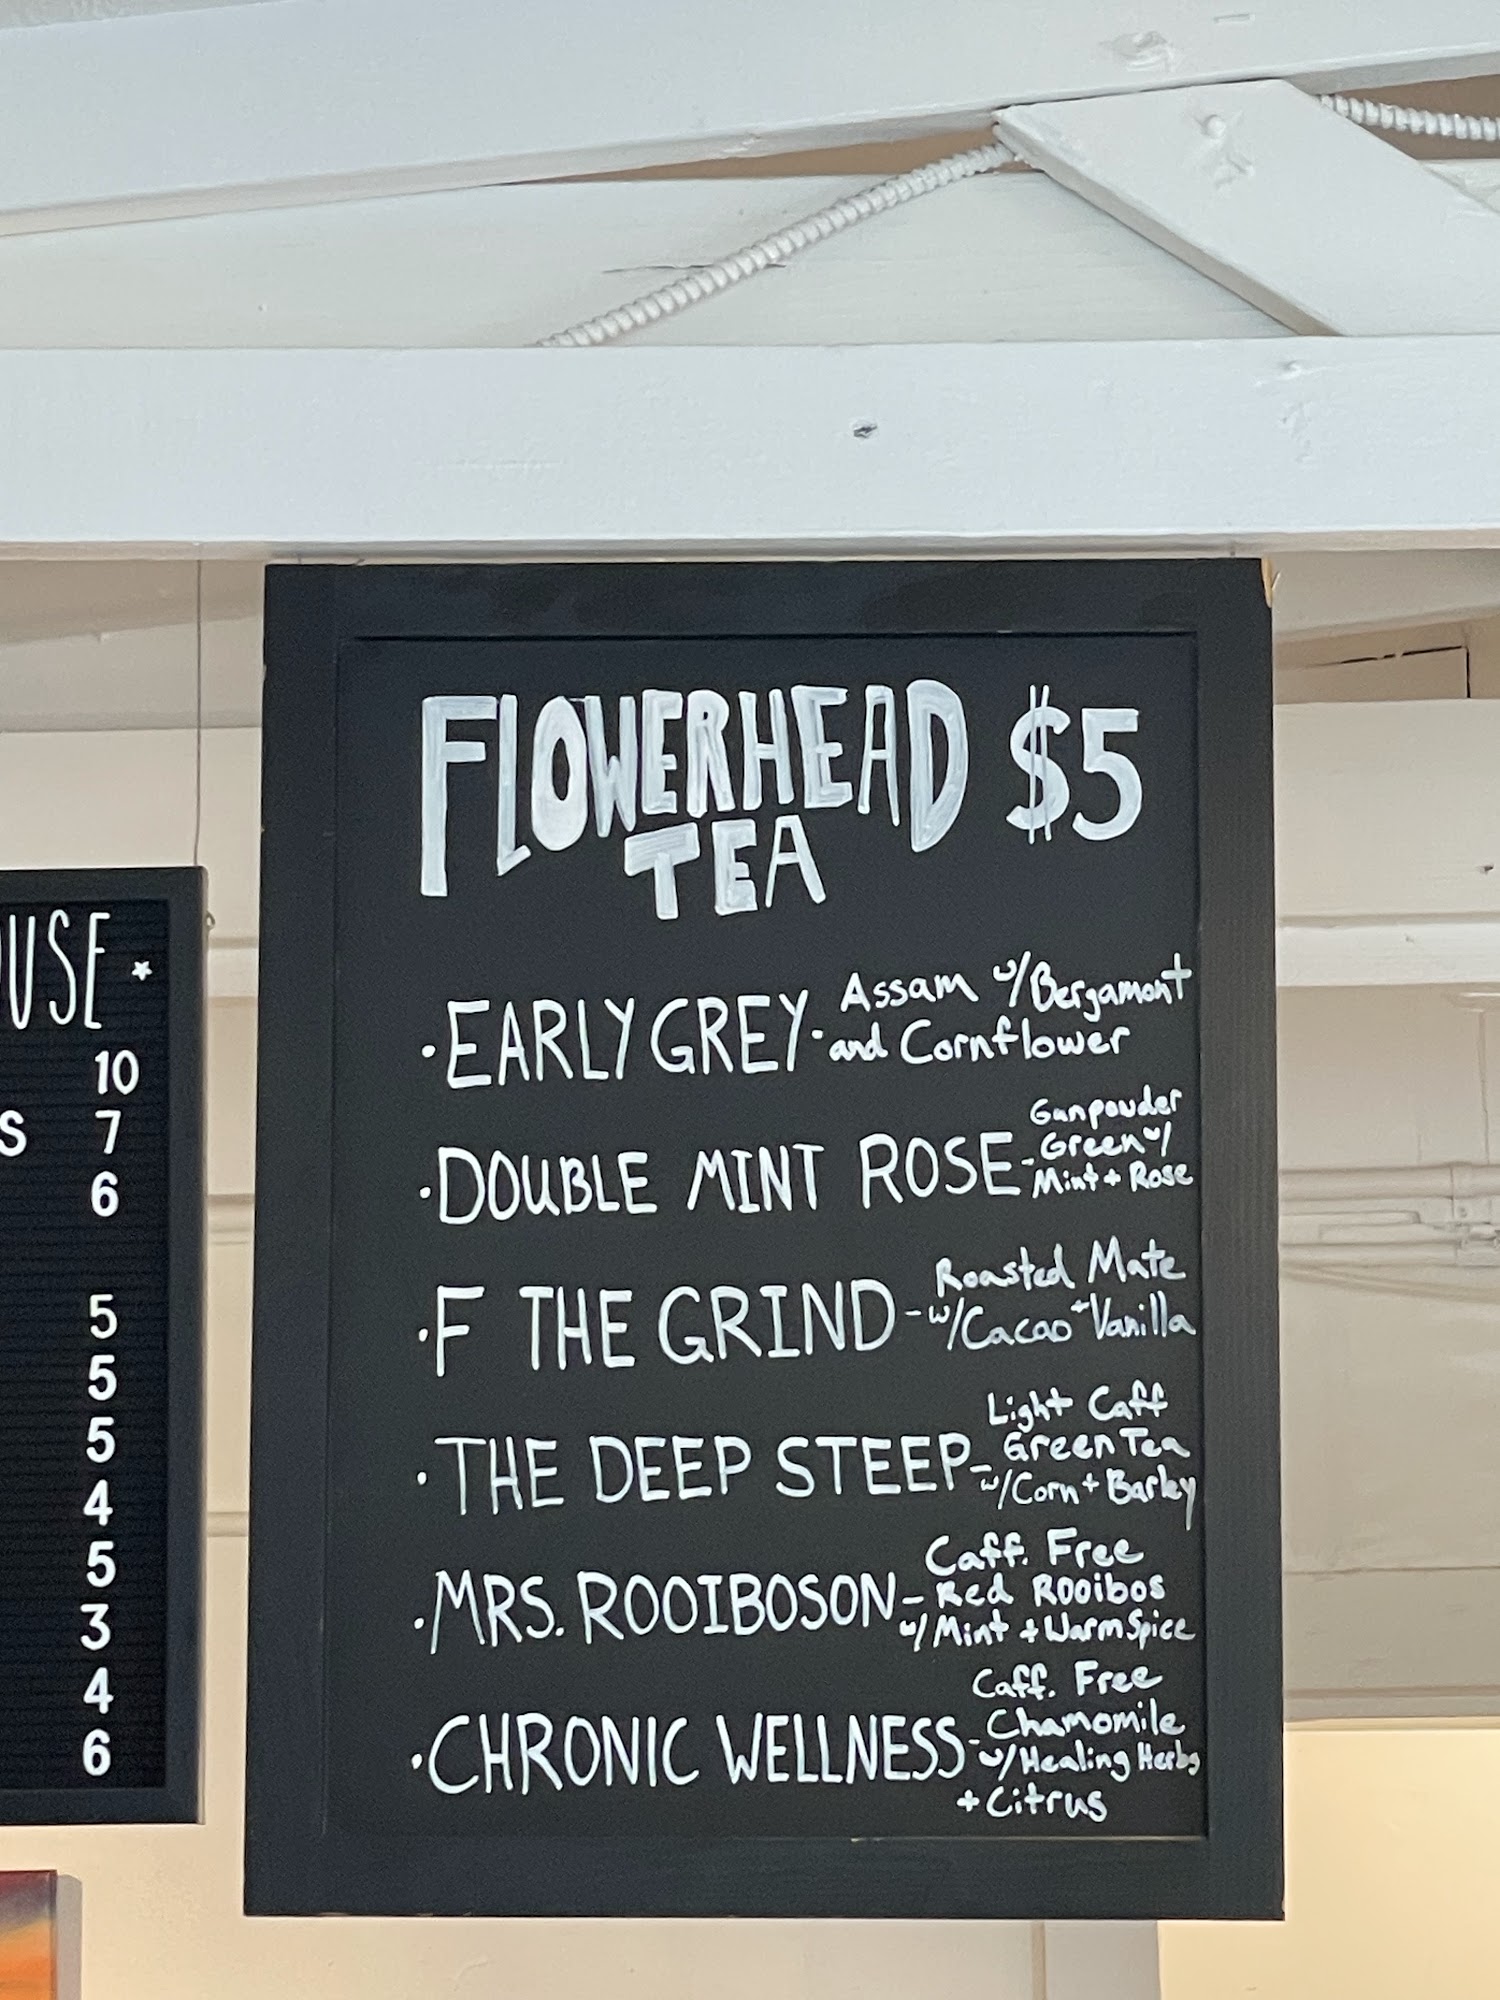 FLOWERHEAD $5
TEA
·EARLY GREY· Assam w/Bergamont
and Cornflower
·DOUBLE MINT ROSE- Gunpowder
Green w/
Mint + Rose
·F THE GRIND- Roasted Mate
w/Cacao + Vanilla
·THE DEEP STEEP- Light Caff
Green Tea
w/Corn + Barley
·MRS. ROOIBOSON- Caff. Free
Red Rooibos
w/Mint + Warm Spice
·CHRONIC WELLNESS- Caff. Free
Chamomile
w/Healing Herbs
+ Citrus
10
S 7
6
5
5
5
4
5
3
4
6